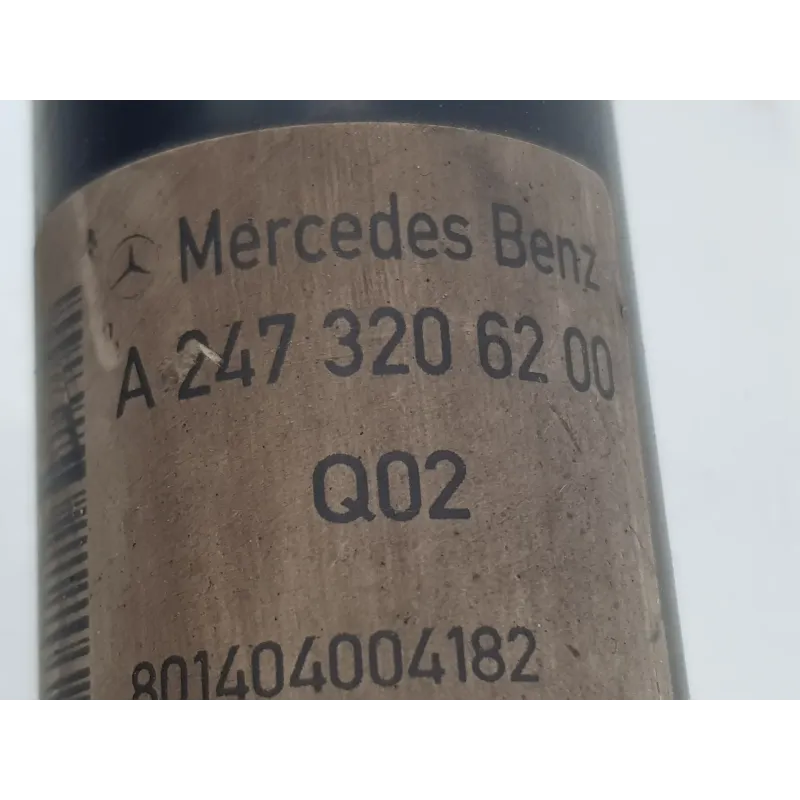 Mercedes Benz
A 247 320 62 00
Q02
801404004182